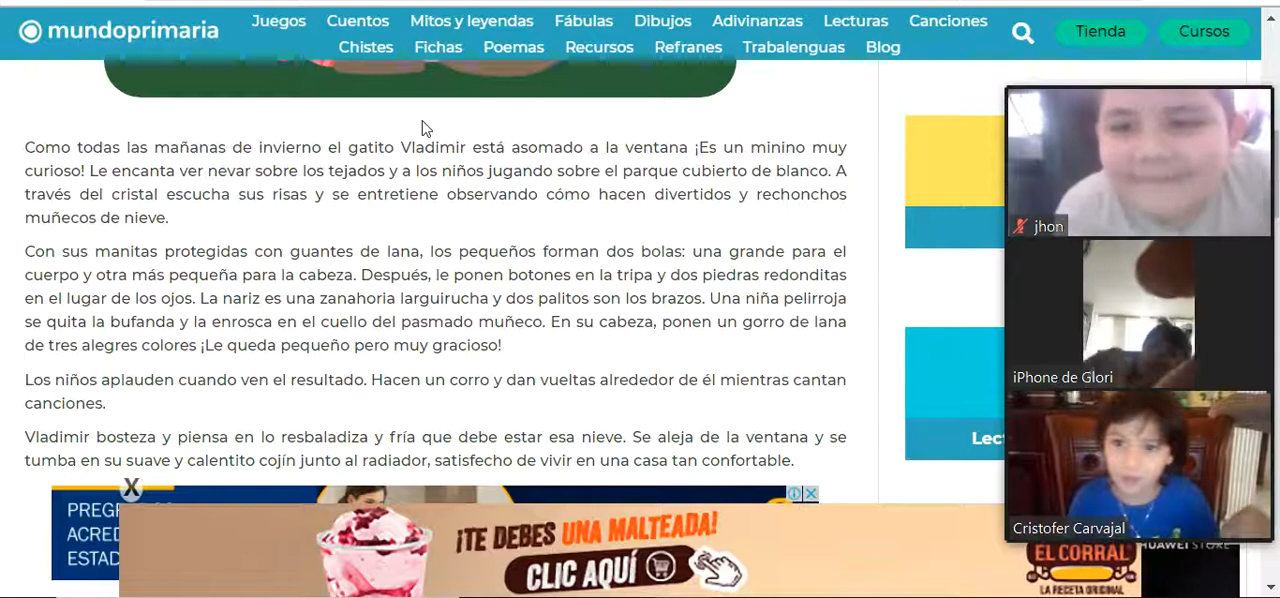 mundoprimaria
Juegos Cuentos Mitos y leyendas Fábulas Dibujos Adivinanzas Lecturas Canciones
Chistes Fichas Poemas Recursos Refranes Trabalenguas Blog
Tienda Cursos
Como todas las mañanas de invierno el gatito Vladimir está asomado a la ventana ¡Es un minino muy
curioso! Le encanta ver nevar sobre los tejados y a los niños jugando sobre el parque cubierto de blanco. A
través del cristal escucha sus risas y se entretiene observando cómo hacen divertidos y rechonchos
muñecos de nieve.
Con sus manitas protegidas con guantes de lana, los pequeños forman dos bolas: una grande para el
cuerpo y otra más pequeña para la cabeza. Después, le ponen botones en la tripa y dos piedras redonditas
en el lugar de los ojos. La nariz es una zanahoria larguirucha y dos palitos son los brazos. Una niña pelirroja
se quita la bufanda y la enrosca en el cuello del pasmado muñeco. En su cabeza, ponen un gorro de lana
de tres alegres colores ¡Le queda pequeño pero muy gracioso!
Los niños aplauden cuando ven el resultado. Hacen un corro y dan vueltas alrededor de él mientras cantan
canciones.
Vladimir bosteza y piensa en lo resbaladiza y fría que debe estar esa nieve. Se aleja de la ventana y se
tumba en su suave y calentito cojín junto al radiador, satisfecho de vivir en una casa tan confortable.
X
PREG
ACRED
ESTAD
¡TE DEBES UNA MALTEADA!
CLIC AQUÍ
EL CORRAL
LA RECETA ORIGINAL
HUAWEI STORE
Lec
jhon
iPhone de Glori
Cristofer Carvajal